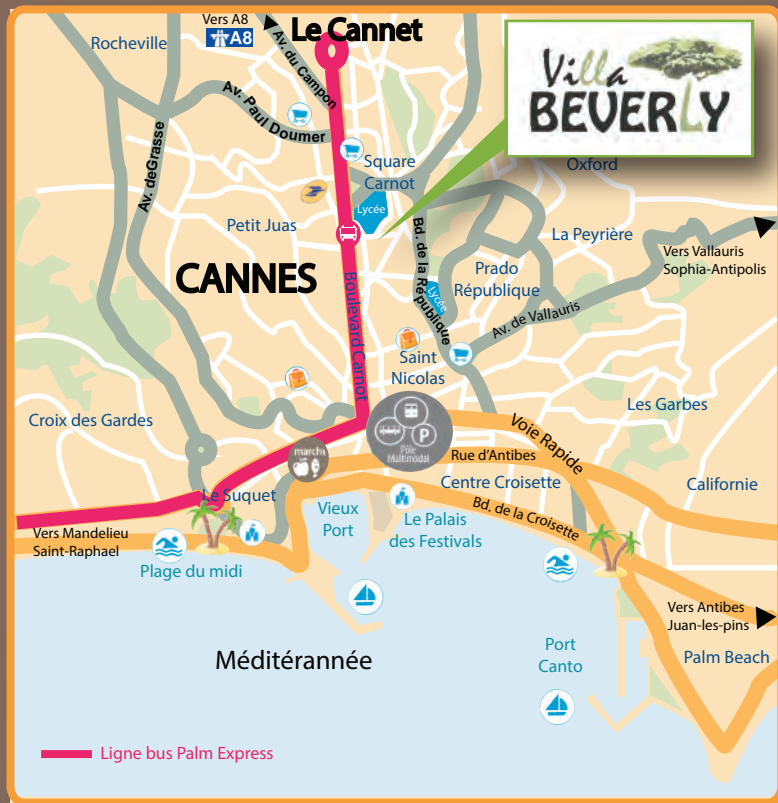 Vers A8
A8
Le Cannet
Rocheville
Av. du Campon
Villa
BEVERLY
Av. Paul Doumer
Av. deGrasse
Square
Carnot
Oxford
Lycée
Petit Juas
Bd. de la République
La Peyrière
Vers Vallauris
Sophia-Antipolis
CANNES
Prado
République
Lycée
Boulevard Carnot
Av. de Vallauris
Saint
Nicolas
Croix des Gardes
Les Garbes
P
Pôle
Multimodal
Voie Rapide
marché
Rue d'Antibes
Centre Croisette
Californie
Le Suquet
Bd. de la Croisette
Vieux
Port
Le Palais
des Festivals
Vers Mandelieu
Saint-Raphael
Plage du midi
Vers Antibes
Juan-les-pins
Port
Canto
Palm Beach
Méditérannée
Ligne bus Palm Express